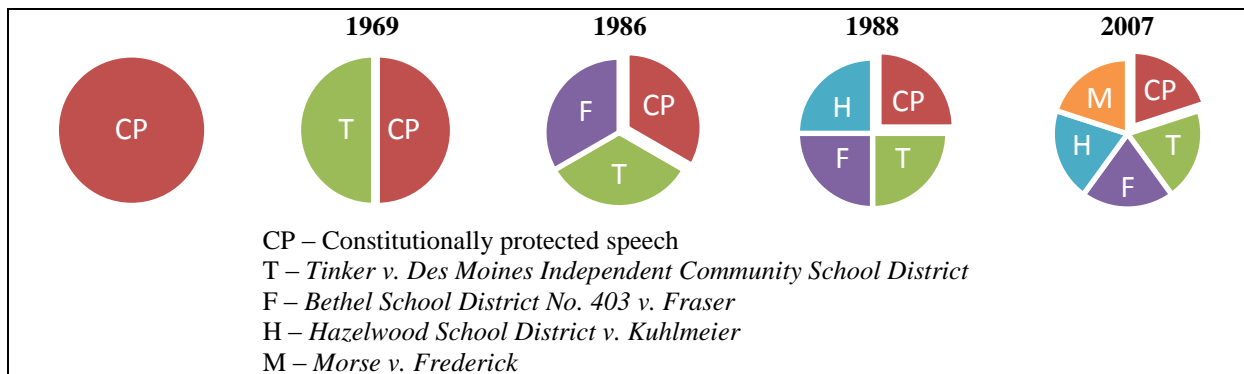 1969 1986 1988 2007
CP T CP F CP H CP M CP
T F T H T
F
CP – Constitutionally protected speech
T – Tinker v. Des Moines Independent Community School District
F – Bethel School District No. 403 v. Fraser
H – Hazelwood School District v. Kuhlmeier
M – Morse v. Frederick